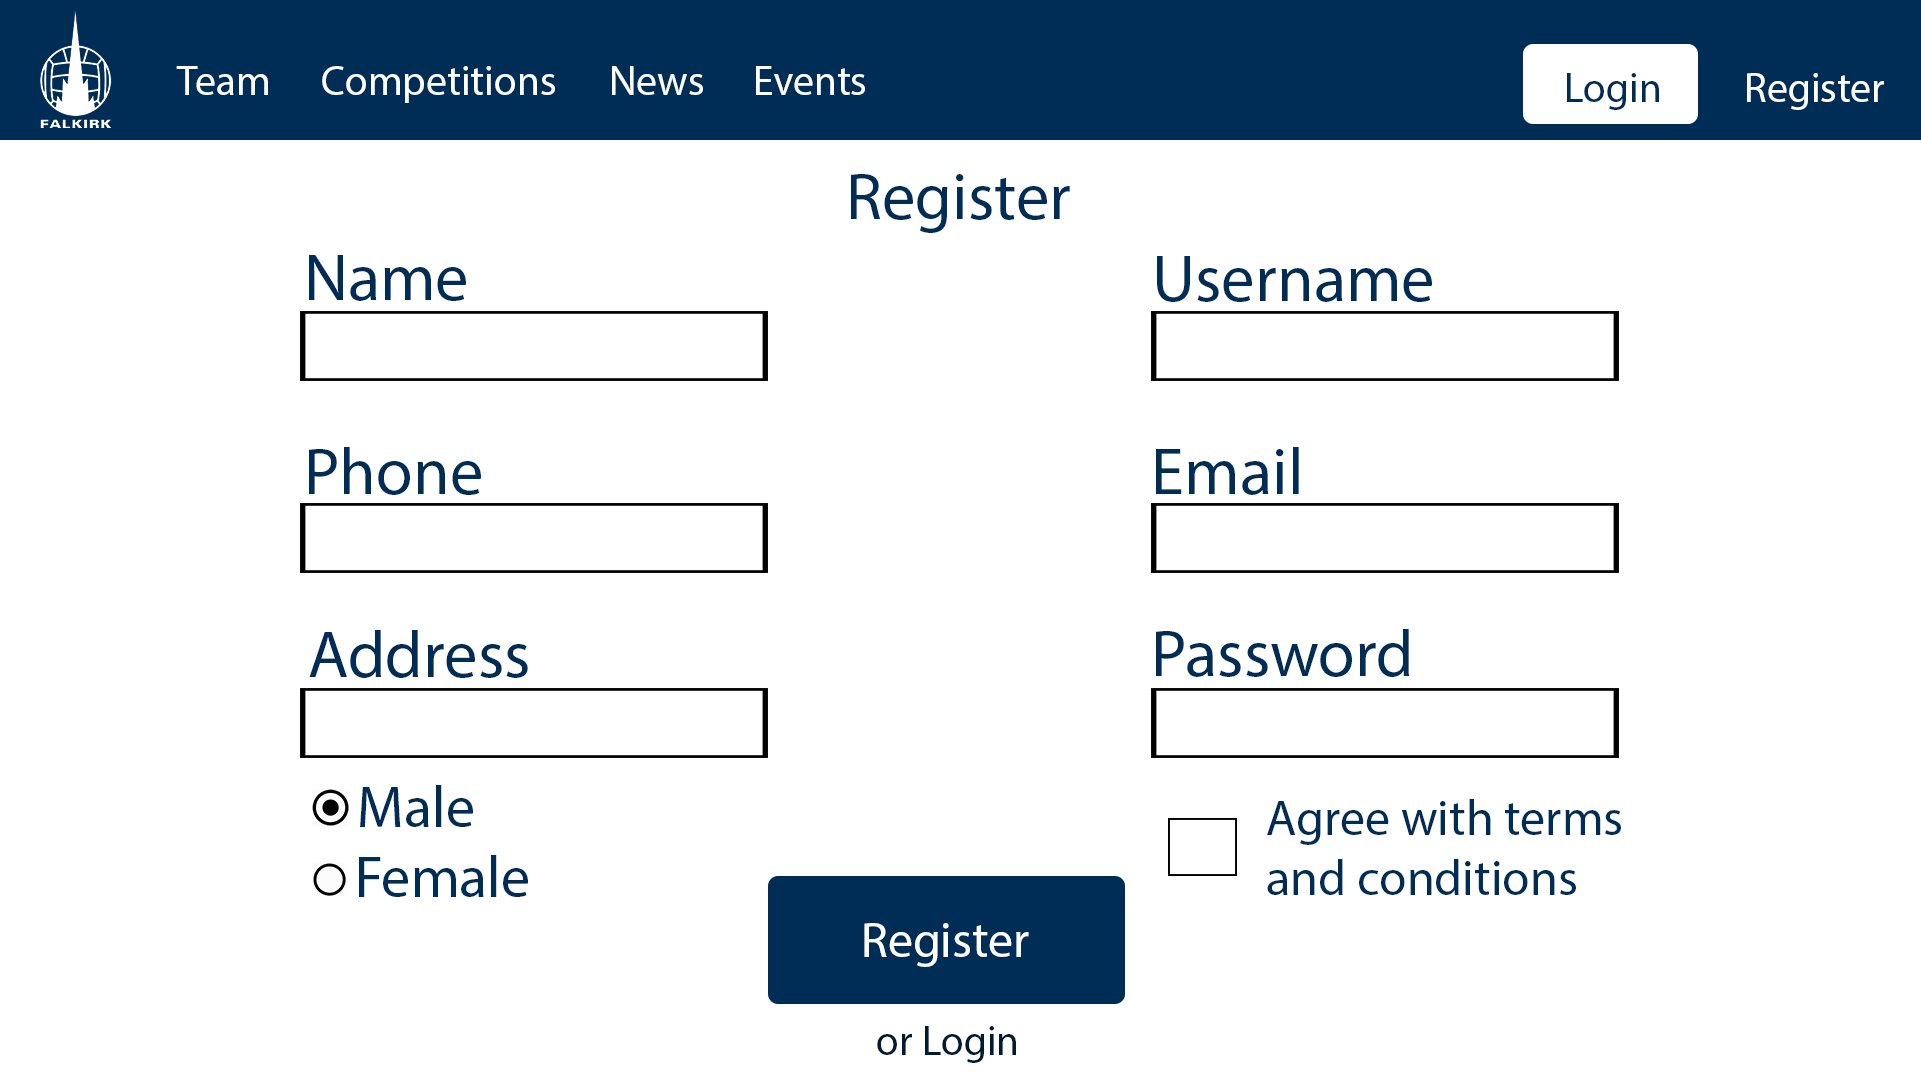 FALKIRK
Team Competitions News Events Login Register
Register
Name Username
Phone Email
Address Password
Male
Female
Agree with terms
and conditions
Register
or Login